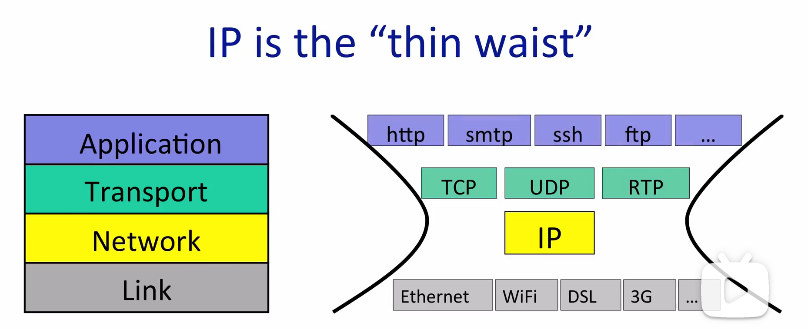 IP is the “thin waist”
Application
Transport
Network
Link
http smtp ssh ftp ...
TCP UDP RTP
IP
Ethernet WiFi DSL 3G ...